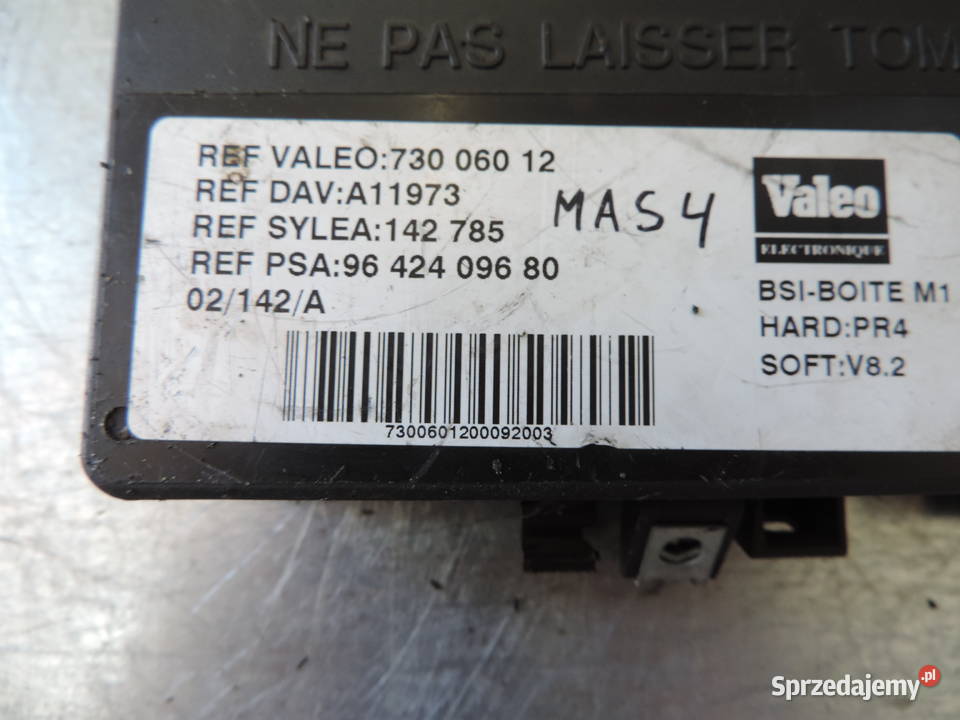 NE PAS LAISSER TOM
REF VALEO:730 060 12
REF DAV:A11973
REF SYLEA:142 785
REF PSA:96 424 096 80
02/142/A
MAS4
Valeo
ELECTRONIQUE
BSI-BOITE M1
HARD:PR4
SOFT:V8.2
7300601200092003
Sprzedajemy.pl